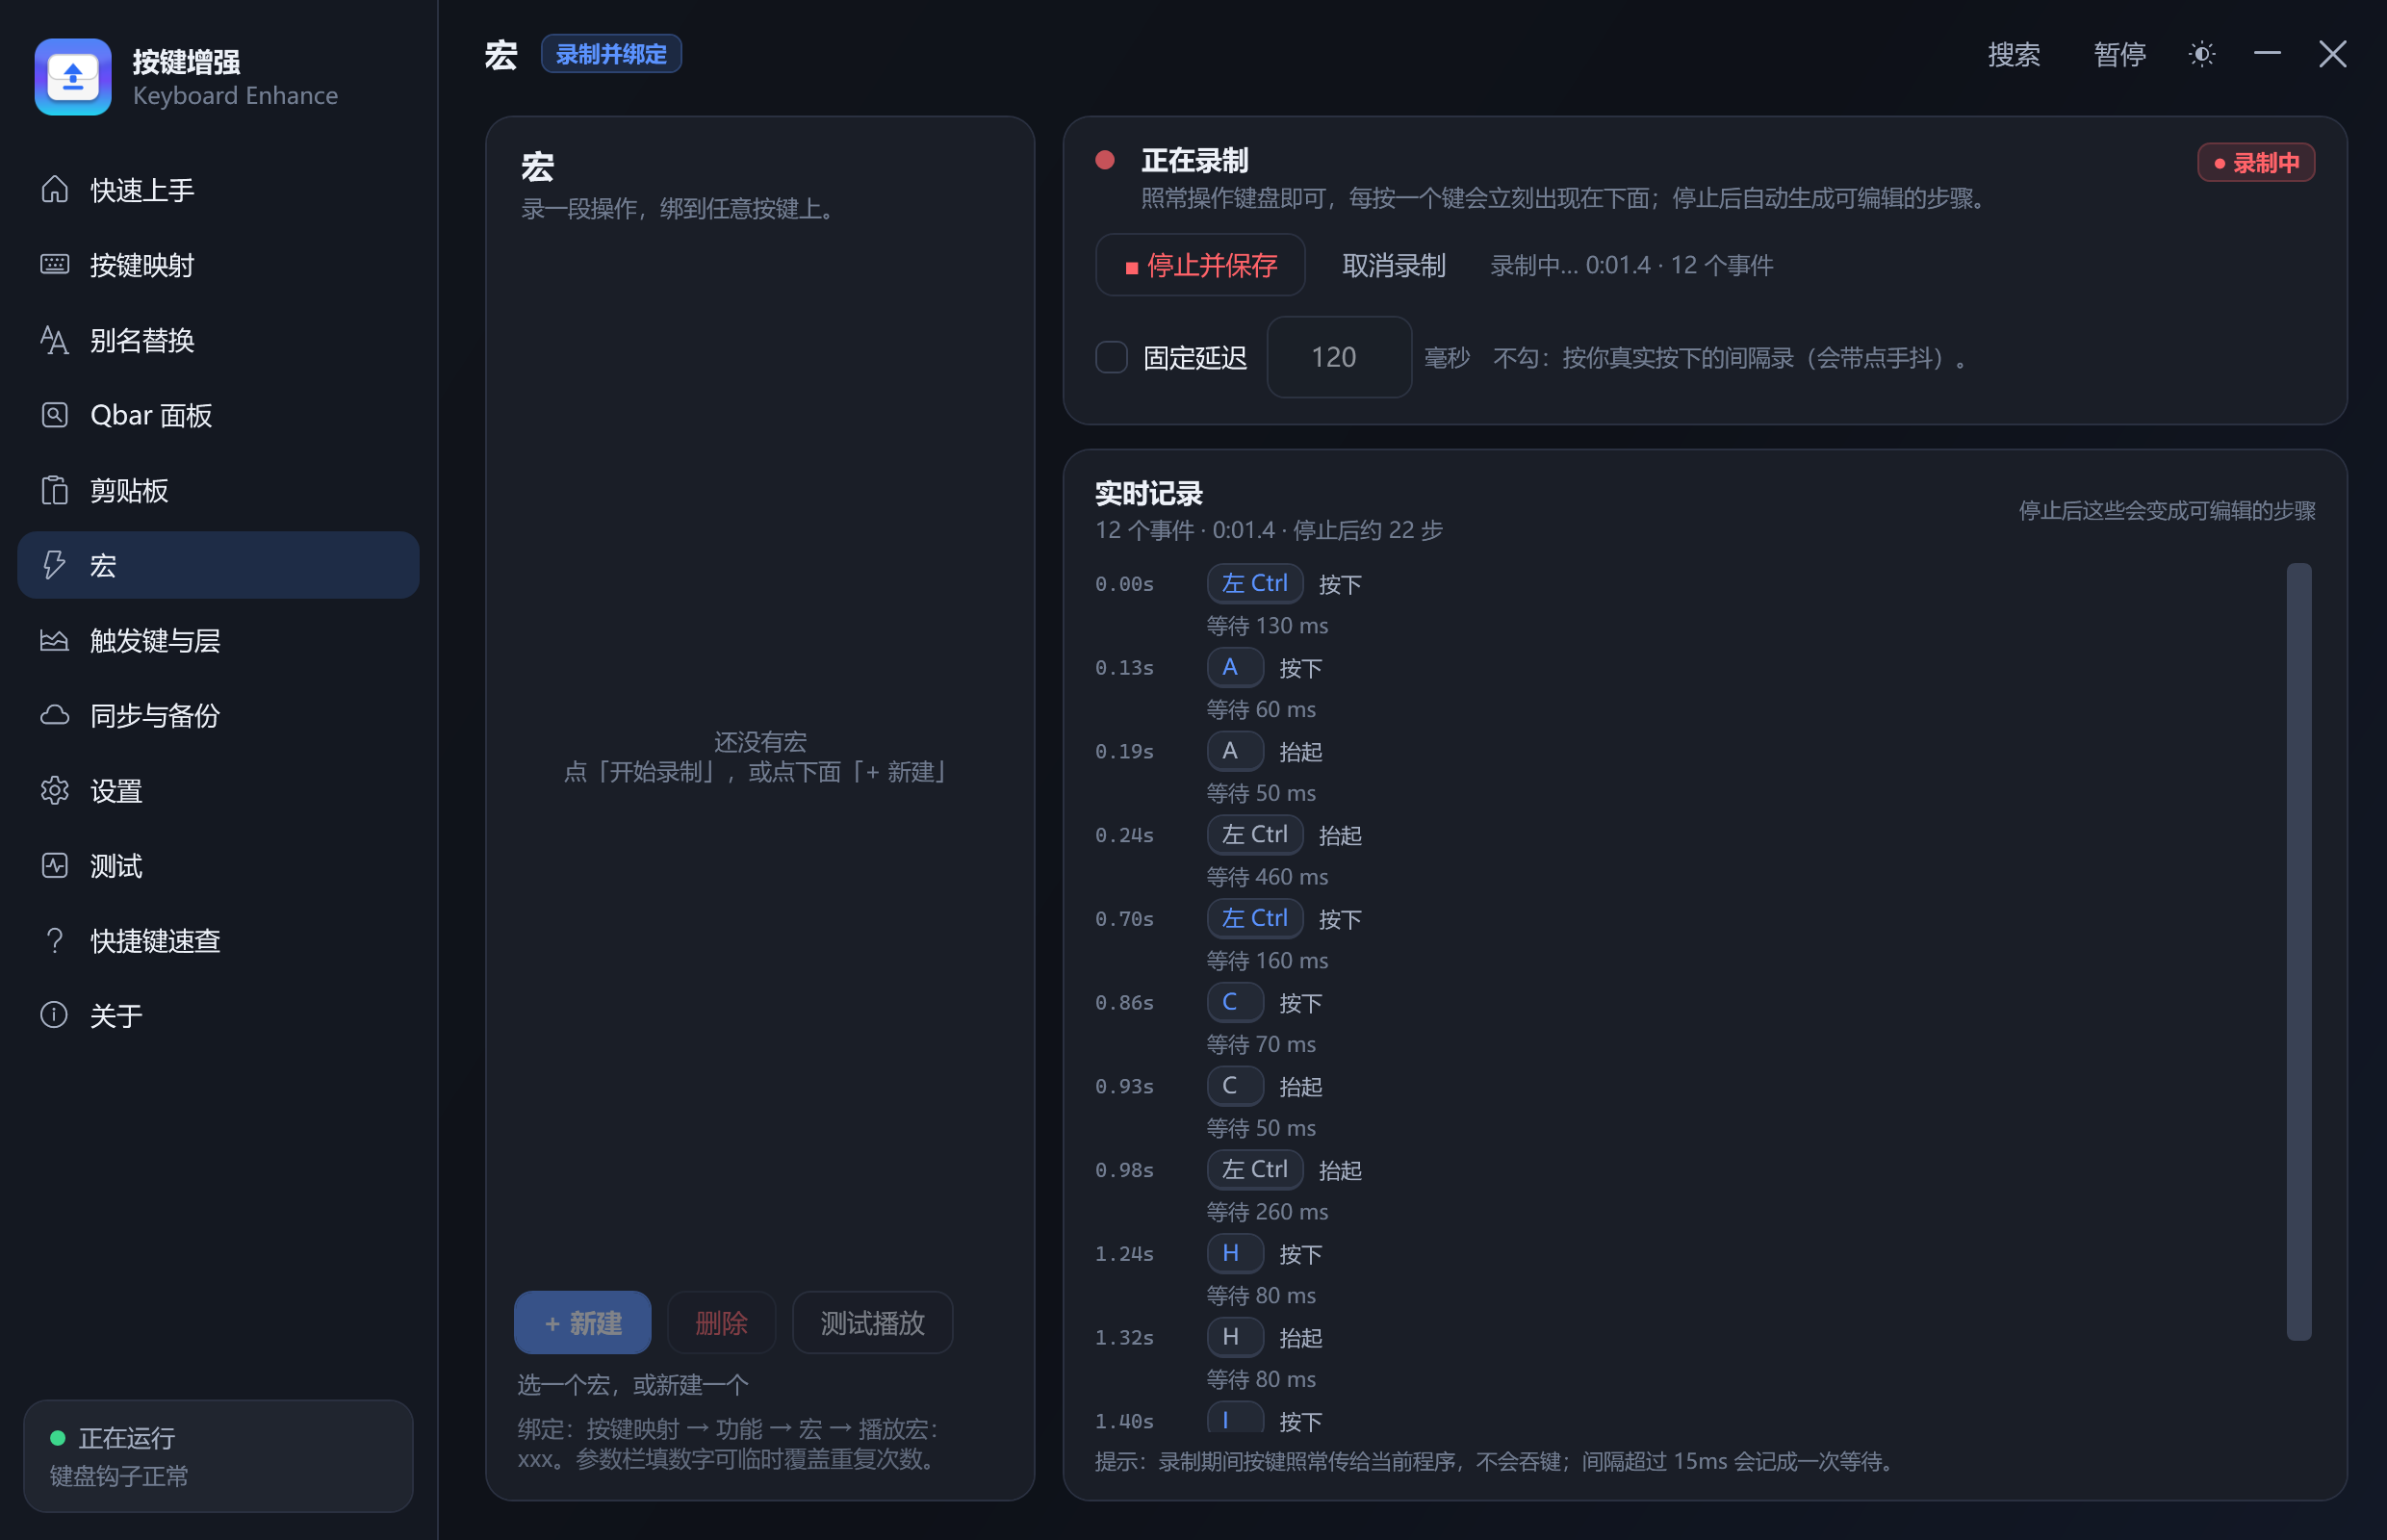 按键增强
Keyboard Enhance
快速上手
按键映射
别名替换
Qbar 面板
剪贴板
宏
触发键与层
同步与备份
设置
测试
快捷键速查
关于
正在运行
键盘钩子正常
宏 录制并绑定
搜索 暂停
宏
录一段操作，绑到任意按键上。
还没有宏
点「开始录制」，或点下面「+ 新建」
+ 新建 删除 测试播放
选一个宏，或新建一个
绑定：按键映射 → 功能 → 宏 → 播放宏：
xxx。参数栏填数字可临时覆盖重复次数。
正在录制
● 录制中
照常操作键盘即可，每按一个键会立刻出现在下面；停止后自动生成可编辑的步骤。
■ 停止并保存 取消录制 录制中... 0:01.4 · 12 个事件
固定延迟 120 毫秒 不勾：按你真实按下的间隔录（会带点手抖）。
实时记录
12 个事件 · 0:01.4 · 停止后约 22 步
停止后这些会变成可编辑的步骤
0.00s 左 Ctrl 按下
等待 130 ms
0.13s A 按下
等待 60 ms
0.19s A 抬起
等待 50 ms
0.24s 左 Ctrl 抬起
等待 460 ms
0.70s 左 Ctrl 按下
等待 160 ms
0.86s C 按下
等待 70 ms
0.93s C 抬起
等待 50 ms
0.98s 左 Ctrl 抬起
等待 260 ms
1.24s H 按下
等待 80 ms
1.32s H 抬起
等待 80 ms
1.40s I 按下
提示：录制期间按键照常传给当前程序，不会吞键；间隔超过 15ms 会记成一次等待。